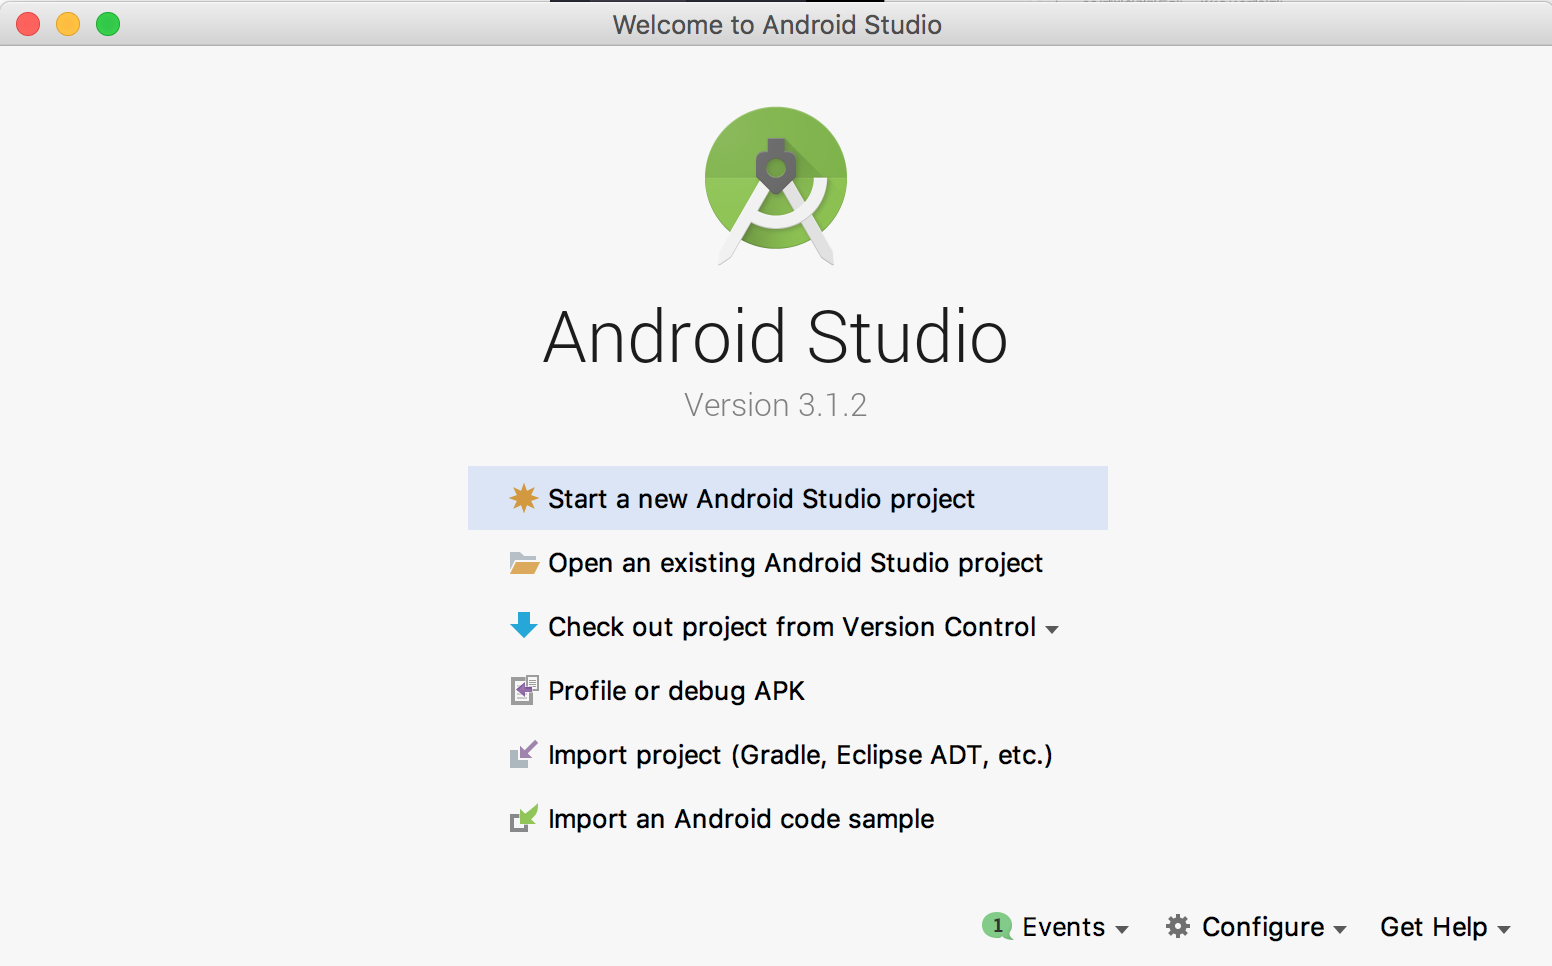 Welcome to Android Studio
Android Studio
Version 3.1.2
Start a new Android Studio project
Open an existing Android Studio project
Check out project from Version Control
Profile or debug APK
Import project (Gradle, Eclipse ADT, etc.)
Import an Android code sample
1 Events Configure Get Help